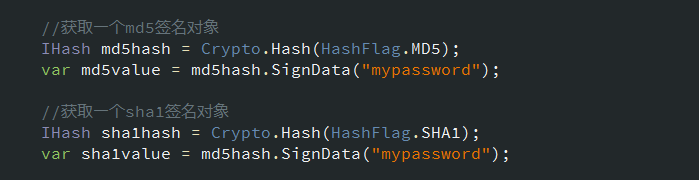 //获取一个md5签名对象
IHash md5hash = Crypto.Hash(HashFlag.MD5);
var md5value = md5hash.SignData("mypassword");
//获取一个sha1签名对象
IHash sha1hash = Crypto.Hash(HashFlag.SHA1);
var sha1value = md5hash.SignData("mypassword");